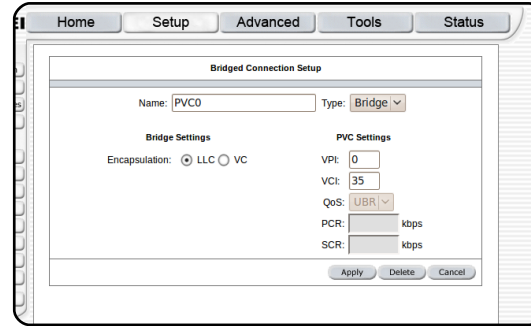 EI Home Setup Advanced Tools Status
Bridged Connection Setup
Name: PVC0 Type: Bridge
Bridge Settings PVC Settings
Encapsulation: LLC VC VPI: 0
VCI: 35
QoS: UBR
PCR: kbps
SCR: kbps
Apply Delete Cancel